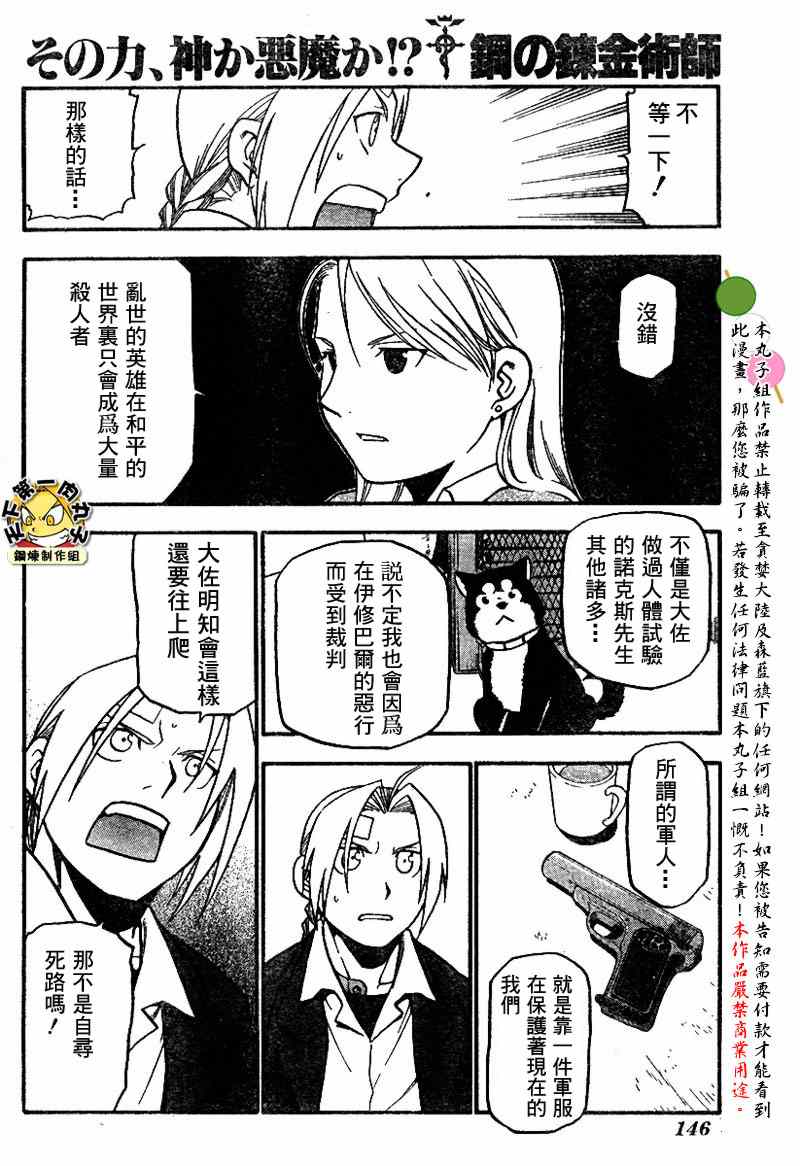 その力、神か悪魔か!? 鋼の錬金術師
不
等一下！
那樣的話…
沒錯
亂世的英雄在和平的
世界裏只會成爲大量
殺人者
不僅是大佐
做過人體試驗
的諾克斯先生
其他諸多…
説不定我也會因爲
在伊修巴爾的惡行
而受到裁判
大佐明知會這樣
還要往上爬
所謂的軍人…
就是靠一件軍服
在保護著現在的
我們
那不是自尋
死路嗎！
本丸子組作品禁止轉載至貪婪大陸及森藍旗下的任何網站！如果您被告知需要付款才能看到
此漫畫，那麼您被騙了。若發生任何法律問題本丸子組一慨不負責！本作品嚴禁商業用途。
天下第一肉丸子
鋼煉制作組
146